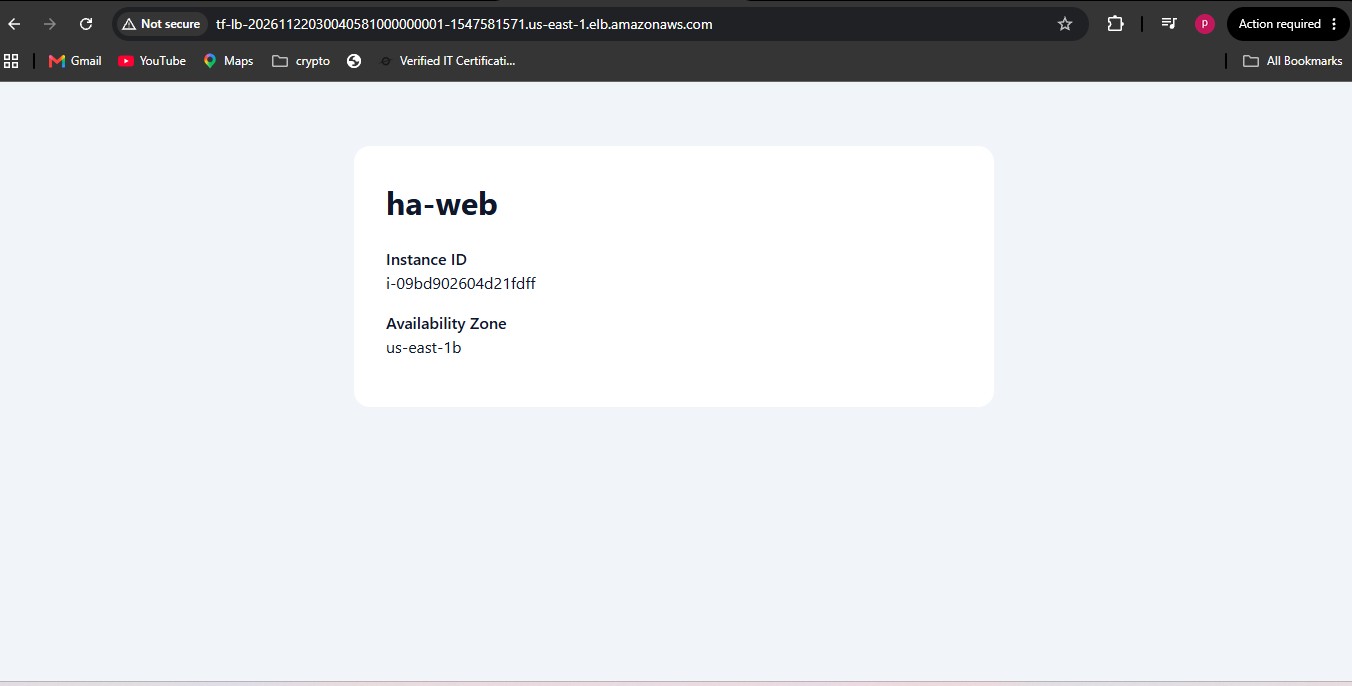 Not secure tf-lb-20261122030040581000000001-1547581571.us-east-1.elb.amazonaws.com P Action required
Gmail YouTube Maps crypto Verified IT Certificati... All Bookmarks
ha-web
Instance ID
i-09bd902604d21fdff
Availability Zone
us-east-1b